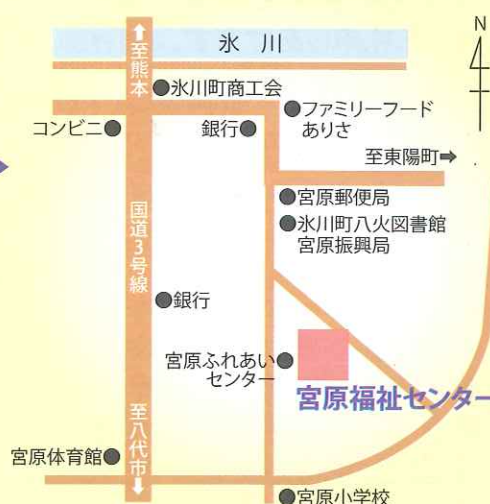 N
氷 川
↑至熊本
氷川町商工会
ファミリーフード
ありさ
コンビニ
銀行
至東陽町➡
宮原郵便局
氷川町八火図書館
宮原振興局
国道3号線
銀行
宮原ふれあい
センター
宮原福祉センター
至八代市↓
宮原体育館
宮原小学校